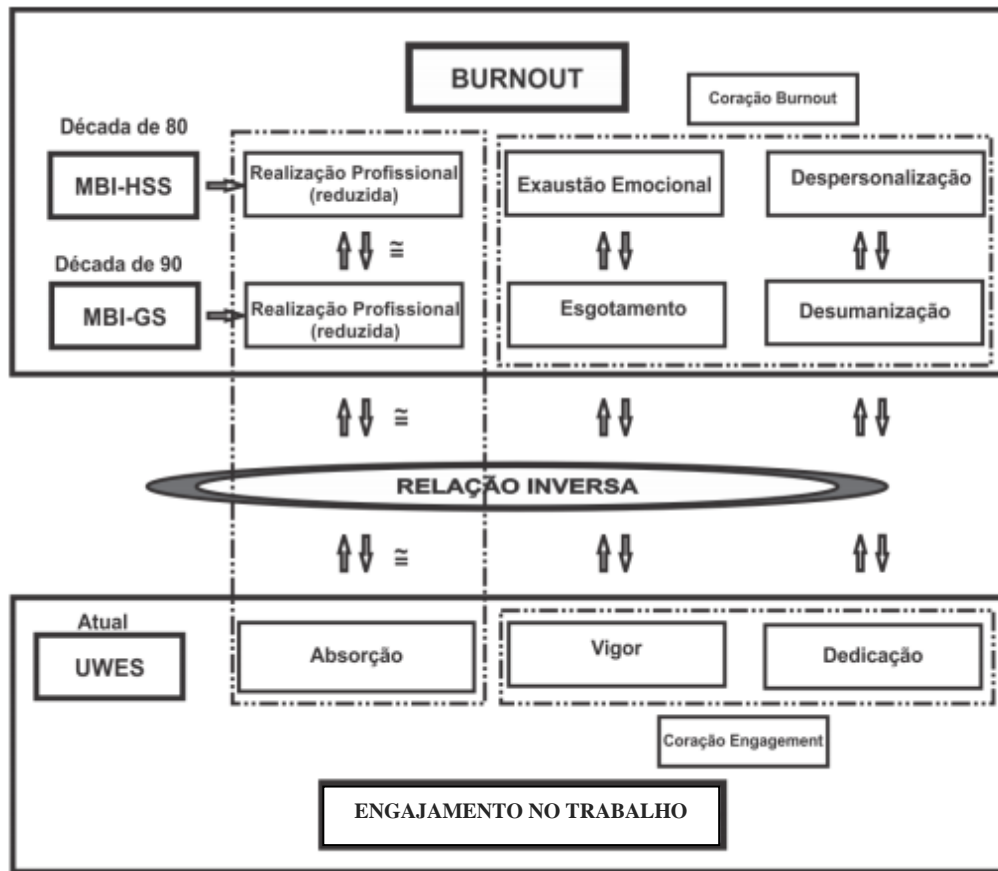 BURNOUT
Coração Burnout
Década de 80
MBI-HSS
Realização Profissional
(reduzida)
Exaustão Emocional
Despersonalização
≅
Década de 90
MBI-GS
Realização Profissional
(reduzida)
Esgotamento
Desumanização
≅
RELAÇÃO INVERSA
≅
Atual
UWES
Absorção
Vigor
Dedicação
Coração Engagement
ENGAJAMENTO NO TRABALHO